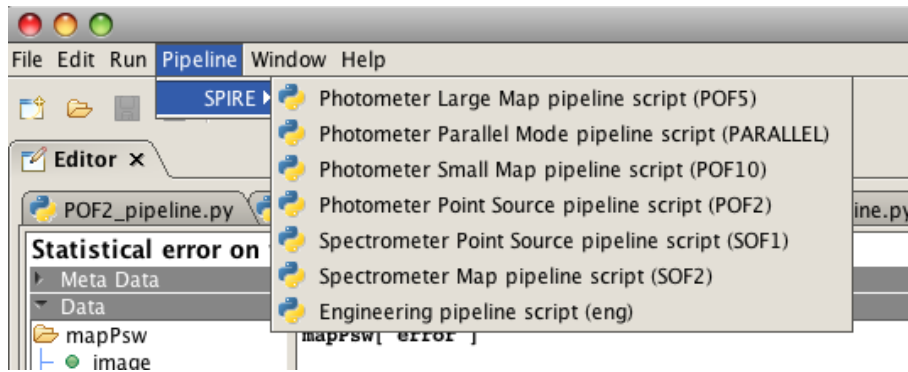 File Edit Run Pipeline Window Help
SPIRE
Photometer Large Map pipeline script (POF5)
Photometer Parallel Mode pipeline script (PARALLEL)
Photometer Small Map pipeline script (POF10)
Photometer Point Source pipeline script (POF2)
Spectrometer Point Source pipeline script (SOF1)
Spectrometer Map pipeline script (SOF2)
Engineering pipeline script (eng)
Editor
POF2_pipeline.py
ine.py
Statistical error on
Meta Data
Data
mapPsw
image
mapPsw[ error ]